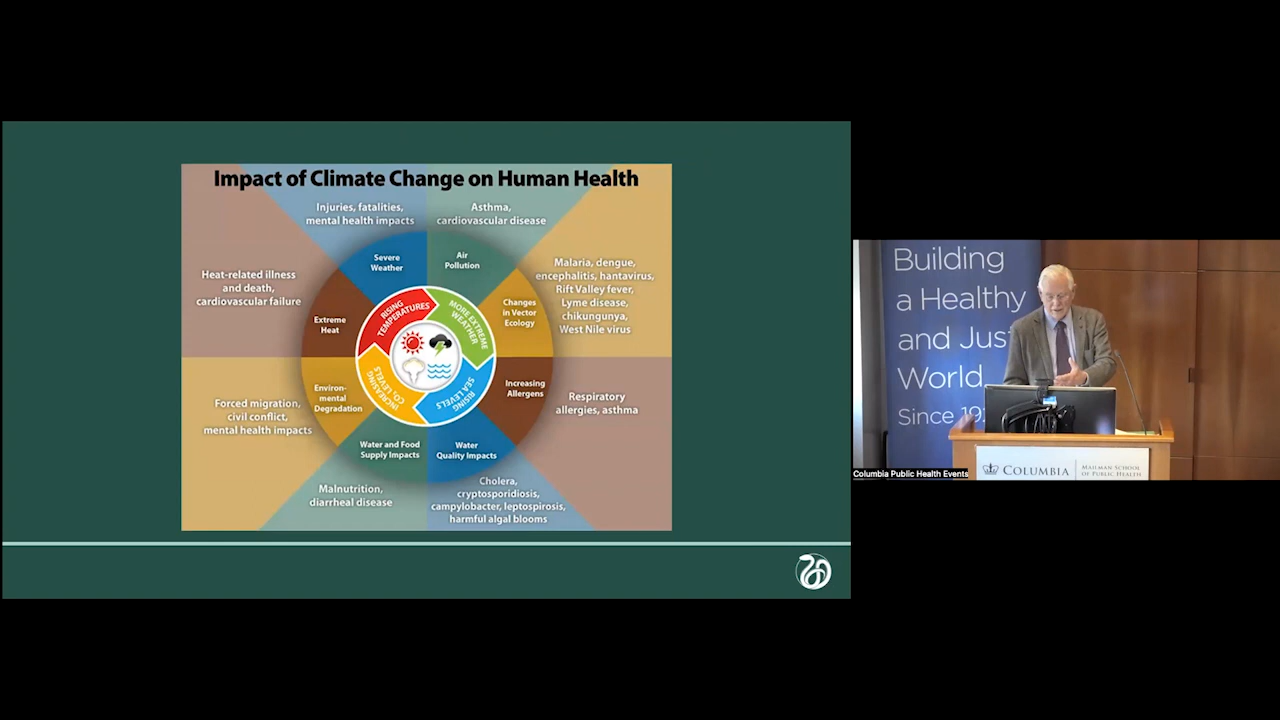 Impact of Climate Change on Human Health
Injuries, fatalities,
mental health impacts
Asthma,
cardiovascular disease
Severe
Weather
Air
Pollution
Heat-related illness
and death,
cardiovascular failure
Malaria, dengue,
encephalitis, hantavirus,
Rift Valley fever,
Lyme disease,
chikungunya,
West Nile virus
Extreme
Heat
Changes
in Vector
Ecology
RISING
TEMPERATURES
MORE EXTREME
WEATHER
INCREASING
CO₂ LEVELS
RISING
SEA LEVELS
Environ-
mental
Degradation
Increasing
Allergens
Forced migration,
civil conflict,
mental health impacts
Respiratory
allergies, asthma
Water and Food
Supply Impacts
Water
Quality Impacts
Malnutrition,
diarrheal disease
Cholera,
cryptosporidiosis,
campylobacter, leptospirosis,
harmful algal blooms
Building
a Healthy
and Jus
World
Since 19
Columbia Public Health Events
COLUMBIA
MAILMAN SCHOOL
OF PUBLIC HEALTH